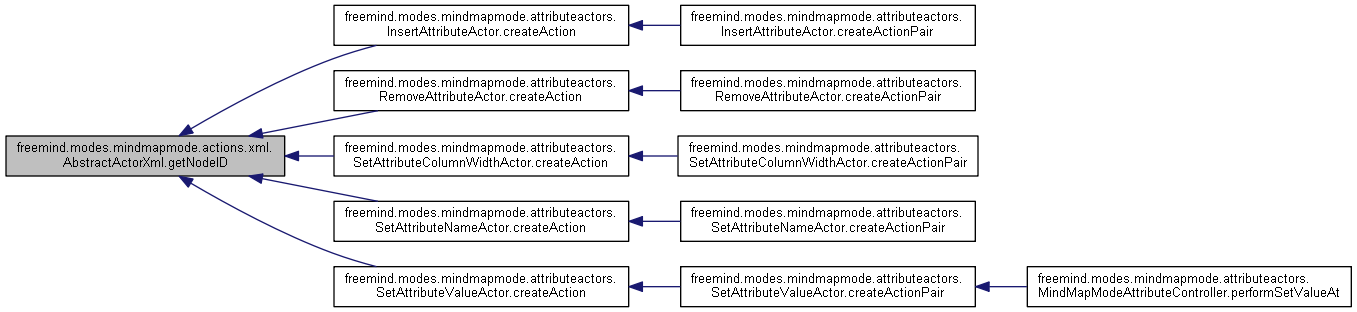 freemind.modes.mindmapmode.attributeactors.
InsertAttributeActor.createAction
freemind.modes.mindmapmode.attributeactors.
InsertAttributeActor.createActionPair
freemind.modes.mindmapmode.attributeactors.
RemoveAttributeActor.createAction
freemind.modes.mindmapmode.attributeactors.
RemoveAttributeActor.createActionPair
freemind.modes.mindmapmode.actions.xml.
AbstractActorXml.getNodeID
freemind.modes.mindmapmode.attributeactors.
SetAttributeColumnWidthActor.createAction
freemind.modes.mindmapmode.attributeactors.
SetAttributeColumnWidthActor.createActionPair
freemind.modes.mindmapmode.attributeactors.
SetAttributeNameActor.createAction
freemind.modes.mindmapmode.attributeactors.
SetAttributeNameActor.createActionPair
freemind.modes.mindmapmode.attributeactors.
SetAttributeValueActor.createAction
freemind.modes.mindmapmode.attributeactors.
SetAttributeValueActor.createActionPair
freemind.modes.mindmapmode.attributeactors.
MindMapModeAttributeController.performSetValueAt